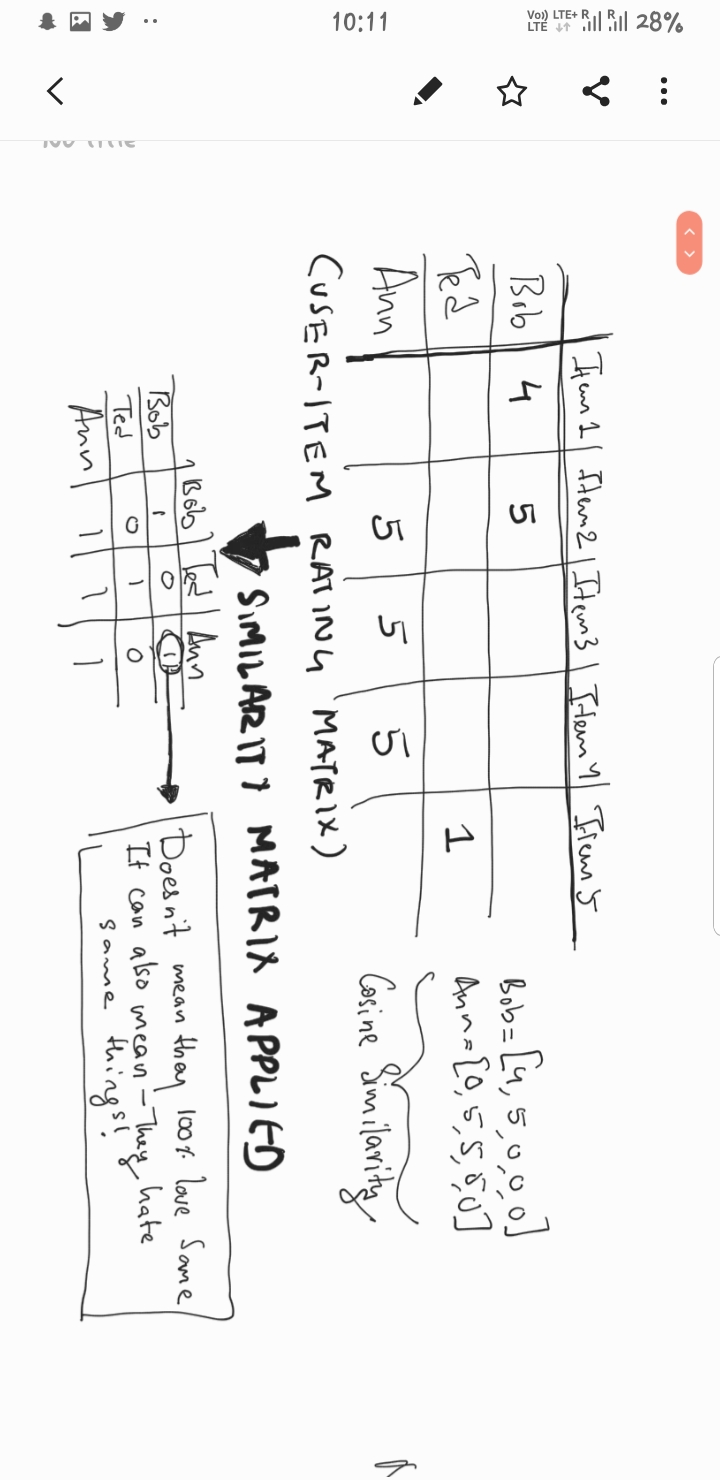 10:11
Vo)) LTE+ R R 28%
LTE
Item 1 Item 2 Item 3 Item 4 Item 5
Bob 4 5
Ted 1
Ann 5 5 5
(USER-ITEM RATING MATRIX)
Bob = [4, 5, 0, 0, 0]
Ann = [0, 5, 5, 5, 0]
Cosine Similarity
SIMILARITY MATRIX APPLIED
Bob Ted Ann
Bob 1 0 1
Ted 0 1 0
Ann 1 1 1
Doesn't mean they 100% love same
It can also mean - They hate
same things!